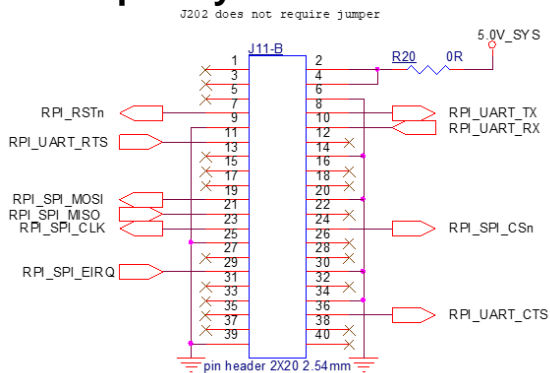 J202 does not require jumper
5.0V_SYS
J11-B
R20 0R
1 2
3 4
5 6
RPI_RSTn 7 8 RPI_UART_TX
9 10 RPI_UART_RX
RPI_UART_RTS 11 12
13 14
15 16
17 18
RPI_SPI_MOSI 19 20
RPI_SPI_MISO 21 22
RPI_SPI_CLK 23 24 RPI_SPI_CSn
25 26
27 28
RPI_SPI_EIRQ 29 30
31 32
33 34
35 36 RPI_UART_CTS
37 38
39 40
pin header 2X20 2.54mm